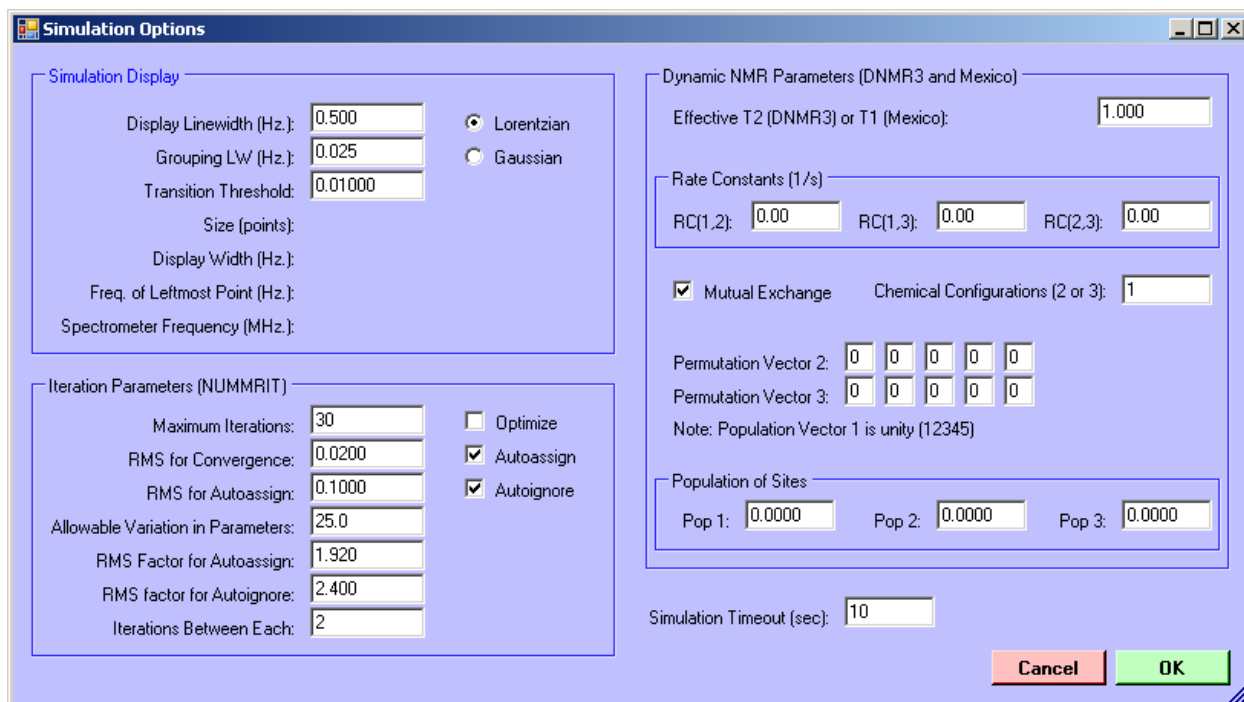 Simulation Options
Simulation Display
Display Linewidth (Hz.): 0.500 Lorentzian
Grouping LW (Hz.): 0.025 Gaussian
Transition Threshold: 0.01000
Size (points):
Display Width (Hz.):
Freq. of Leftmost Point (Hz.):
Spectrometer Frequency (MHz.):
Iteration Parameters (NUMMRIT)
Maximum Iterations: 30 Optimize
RMS for Convergence: 0.0200 Autoassign
RMS for Autoassign: 0.1000 Autoignore
Allowable Variation in Parameters: 25.0
RMS Factor for Autoassign: 1.920
RMS factor for Autoignore: 2.400
Iterations Between Each: 2
Dynamic NMR Parameters (DNMR3 and Mexico)
Effective T2 (DNMR3) or T1 (Mexico): 1.000
Rate Constants (1/s)
RC(1,2): 0.00 RC(1,3): 0.00 RC(2,3): 0.00
Mutual Exchange Chemical Configurations (2 or 3): 1
Permutation Vector 2: 0 0 0 0 0
Permutation Vector 3: 0 0 0 0 0
Note: Population Vector 1 is unity (12345)
Population of Sites
Pop 1: 0.0000 Pop 2: 0.0000 Pop 3: 0.0000
Simulation Timeout (sec): 10
Cancel OK